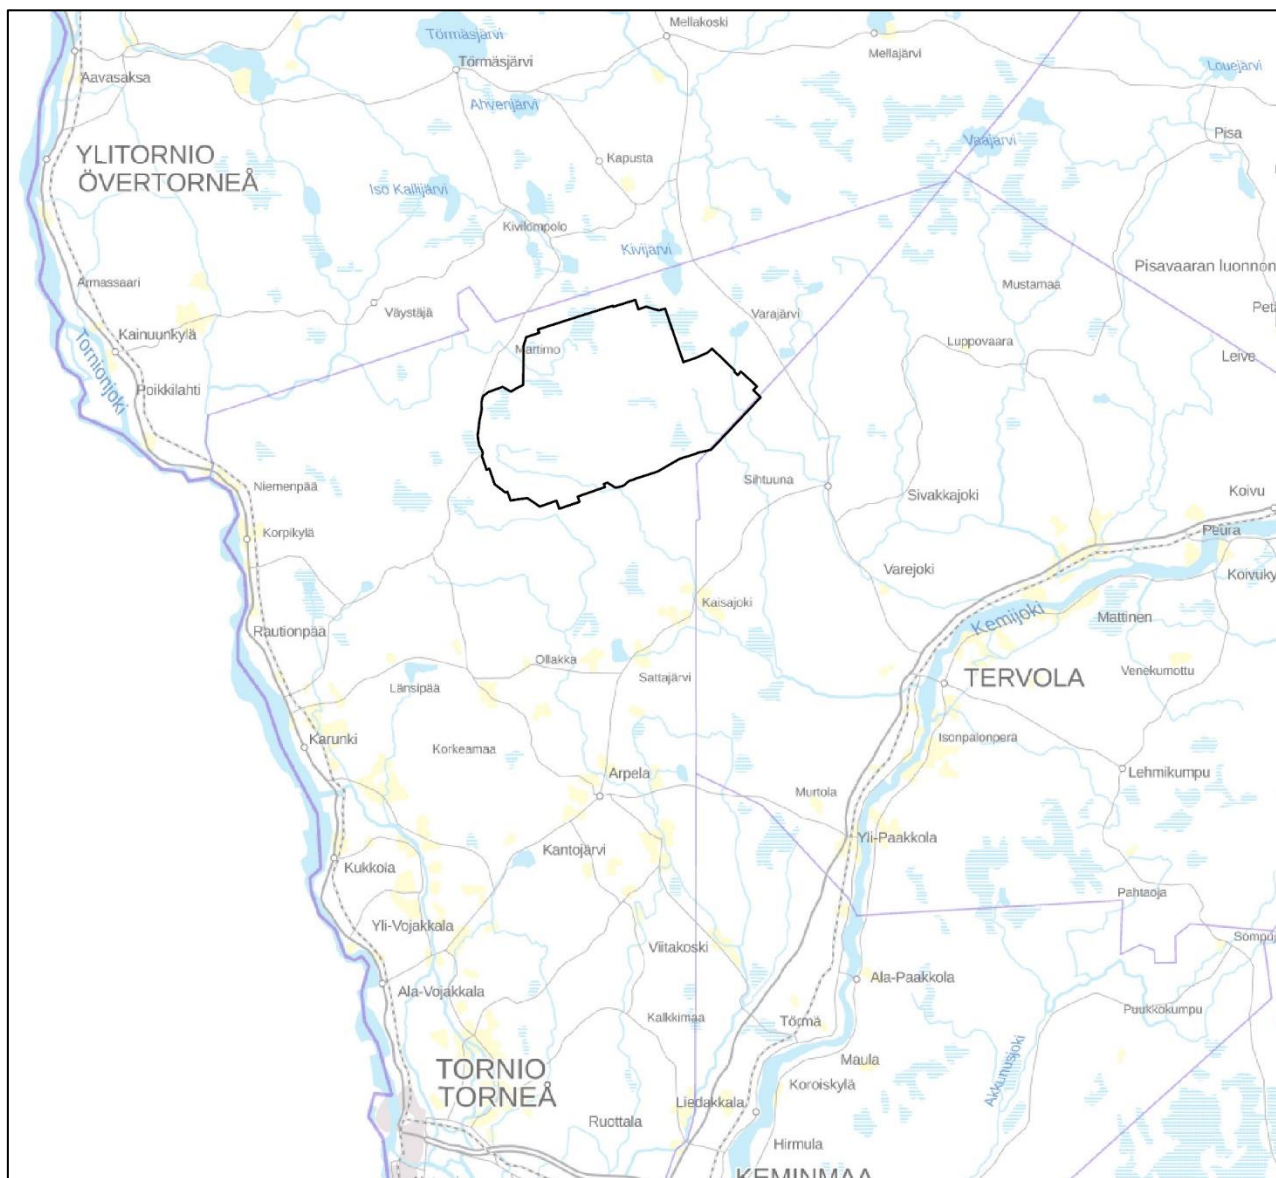 Mellakoski
Törmäsjärvi
Mellajärvi
Törmäsjärvi
Louejärvi
Aavasaksa
Ahvenjärvi
Pisa
Vaajärvi
YLITORNIO
ÖVERTORNEÅ
Kapusta
Iso Kallijärvi
Kivilompolo
Kivijärvi
Pisavaaran luonnon
Armassaari
Mustamaa
Väystäjä
Varajärvi
Petä
Kainuunkylä
Martimo
Luppovaara
Leive
Tornionjoki
Poikkilahti
Niemenpää
Sihtuuna
Sivakkajoki
Koivu
Korpikylä
Peura
Varejoki
Koivuky
Kaisajoki
Kemijoki
Mattinen
Rautionpää
Ollakka
Sattajärvi
Venekumottu
Länsipää
TERVOLA
Karunki
Korkeamaa
Isonpalonperä
Arpela
Lehmikumpu
Murtola
Kantojärvi
Yli-Paakkola
Kukkola
Pahtaoja
Yli-Vojakkala
Viitakoski
Sompuj
Ala-Vojakkala
Ala-Paakkola
Kalkkimaa
Törmä
Puukkokumpu
TORNIO
TORNEÅ
Maula
Akkunusjoki
Koroiskylä
Liedakkala
Ruottala
Hirmula
KEMINMAA